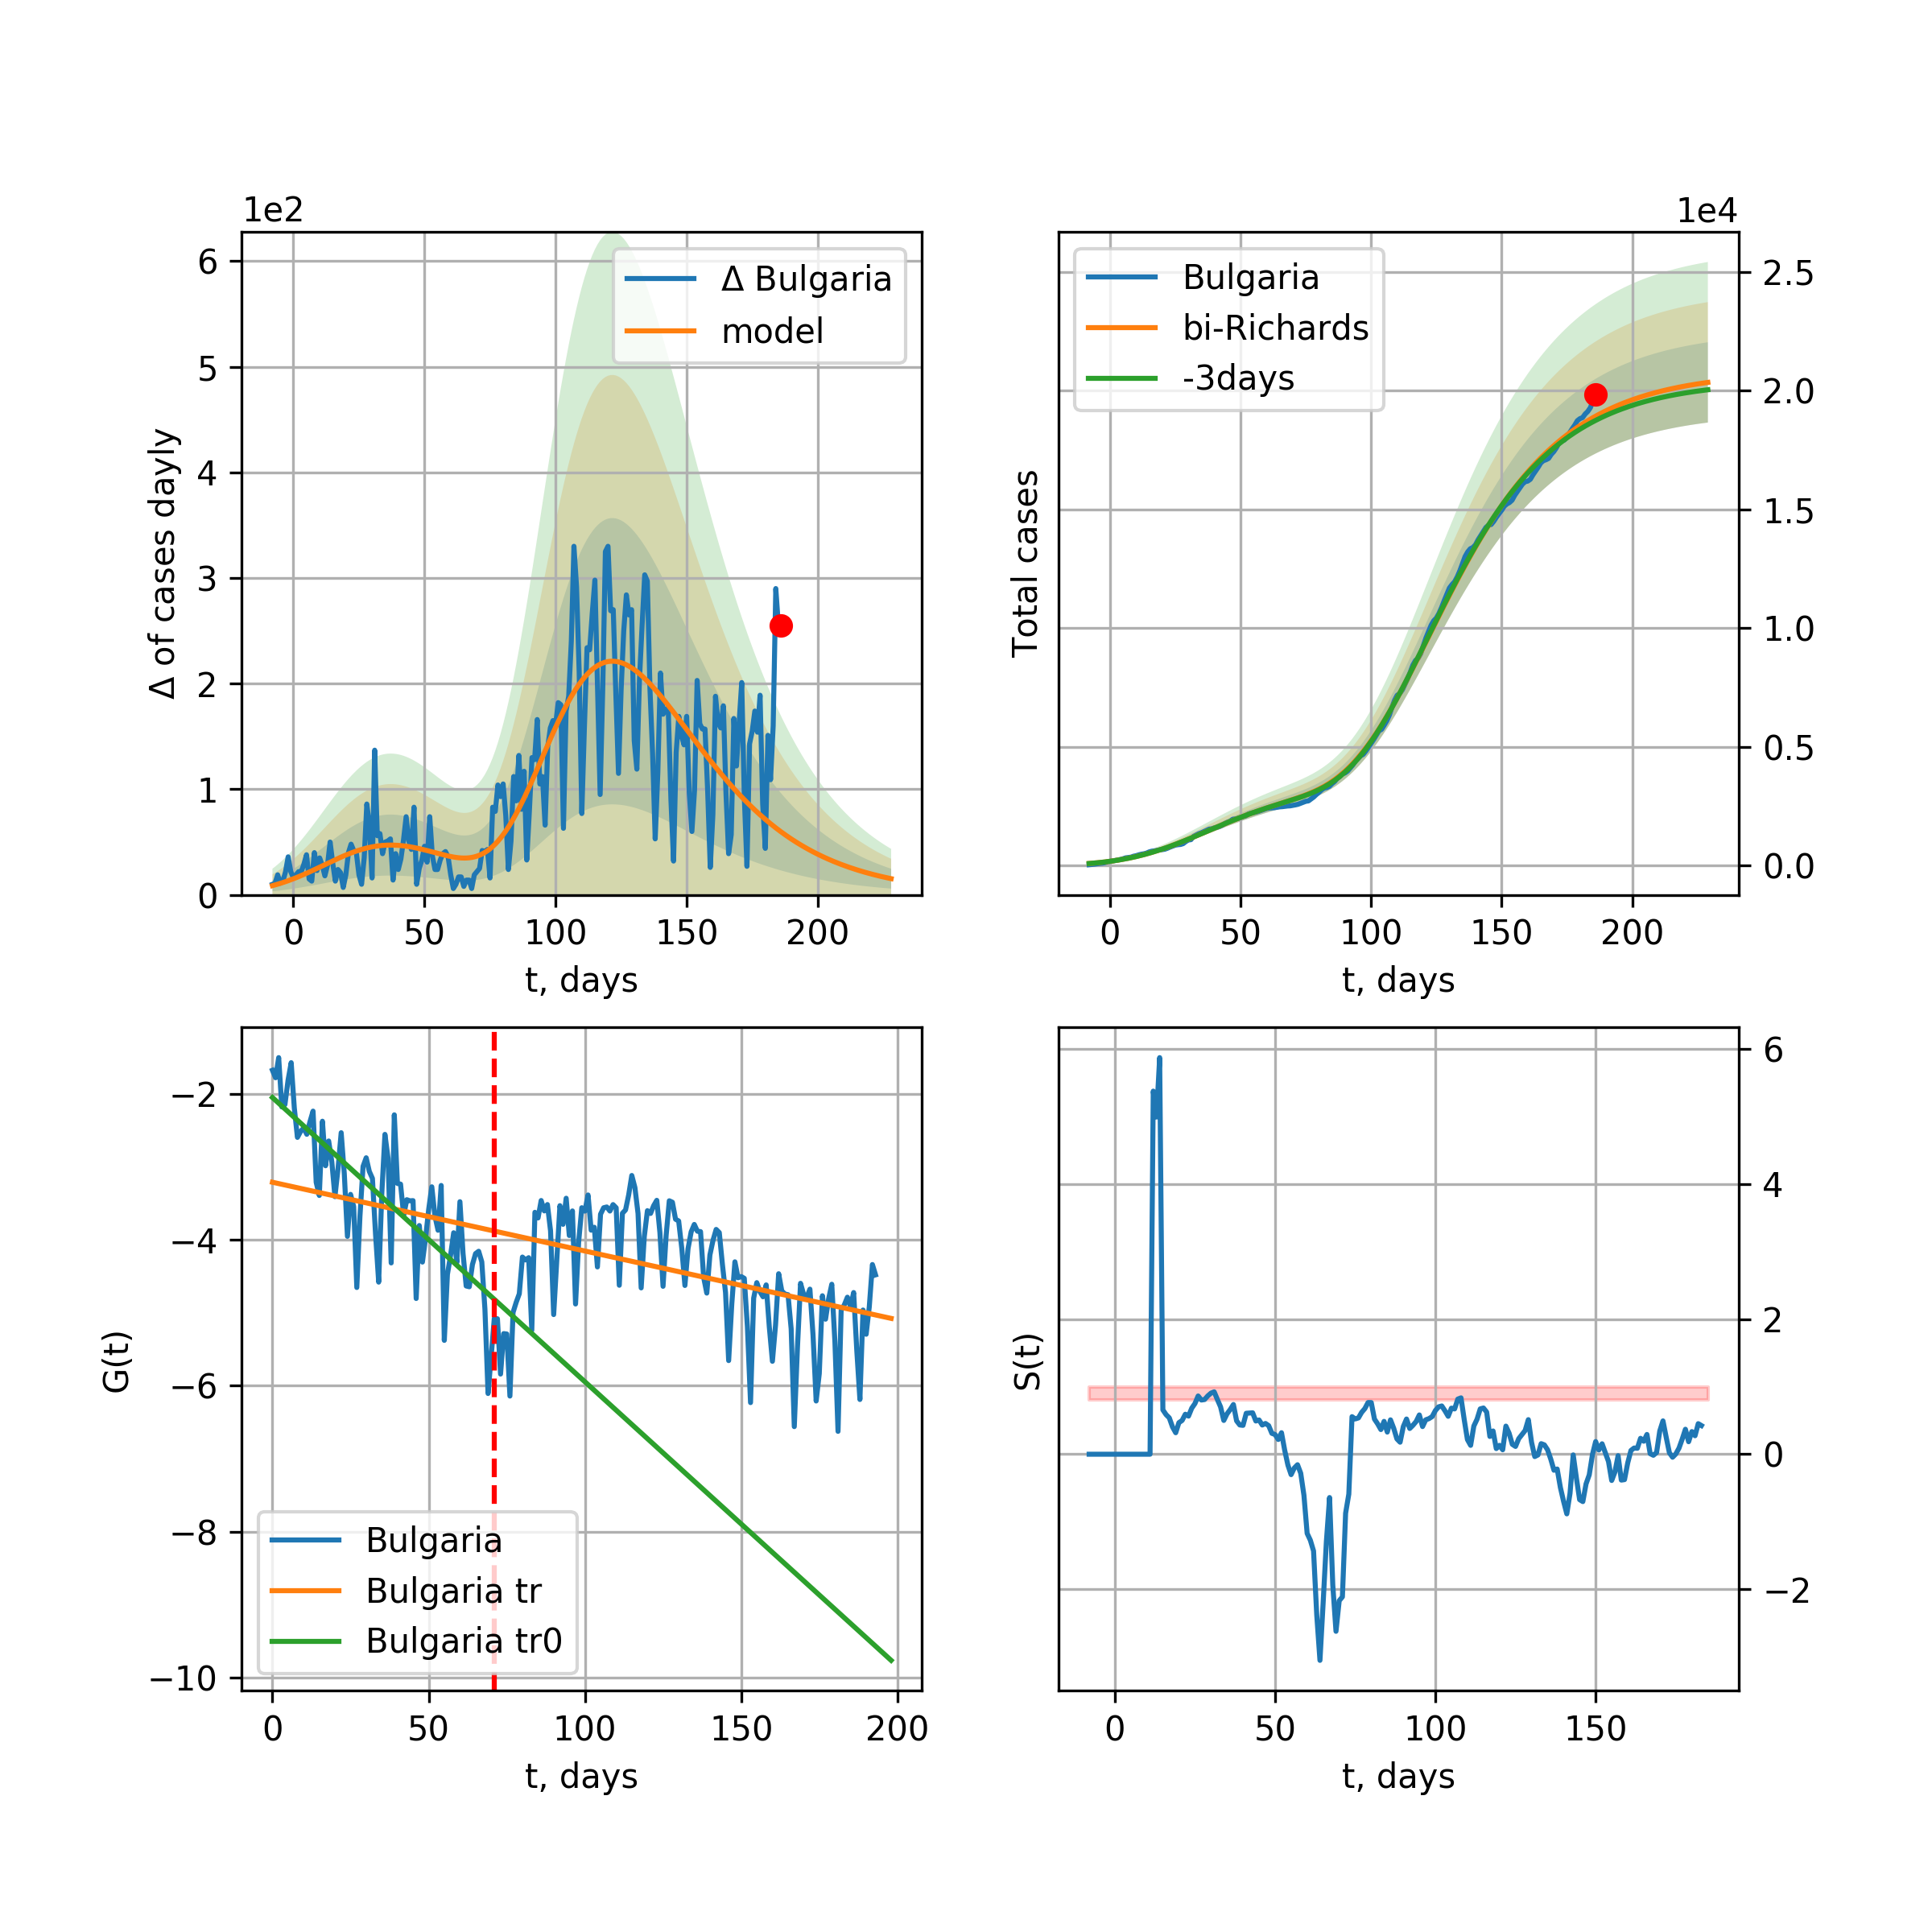 1e2
6
5
4
3
2
1
0
Δ of cases dayly
Δ Bulgaria
model
0 50 100 150 200
t, days
1e4
Bulgaria
bi-Richards
-3days
2.5
2.0
1.5
1.0
0.5
0.0
Total cases
0 50 100 150 200
t, days
−2
−4
−6
−8
−10
G(t)
Bulgaria
Bulgaria tr
Bulgaria tr0
0 50 100 150 200
t, days
6
4
2
0
−2
S(t)
0 50 100 150
t, days